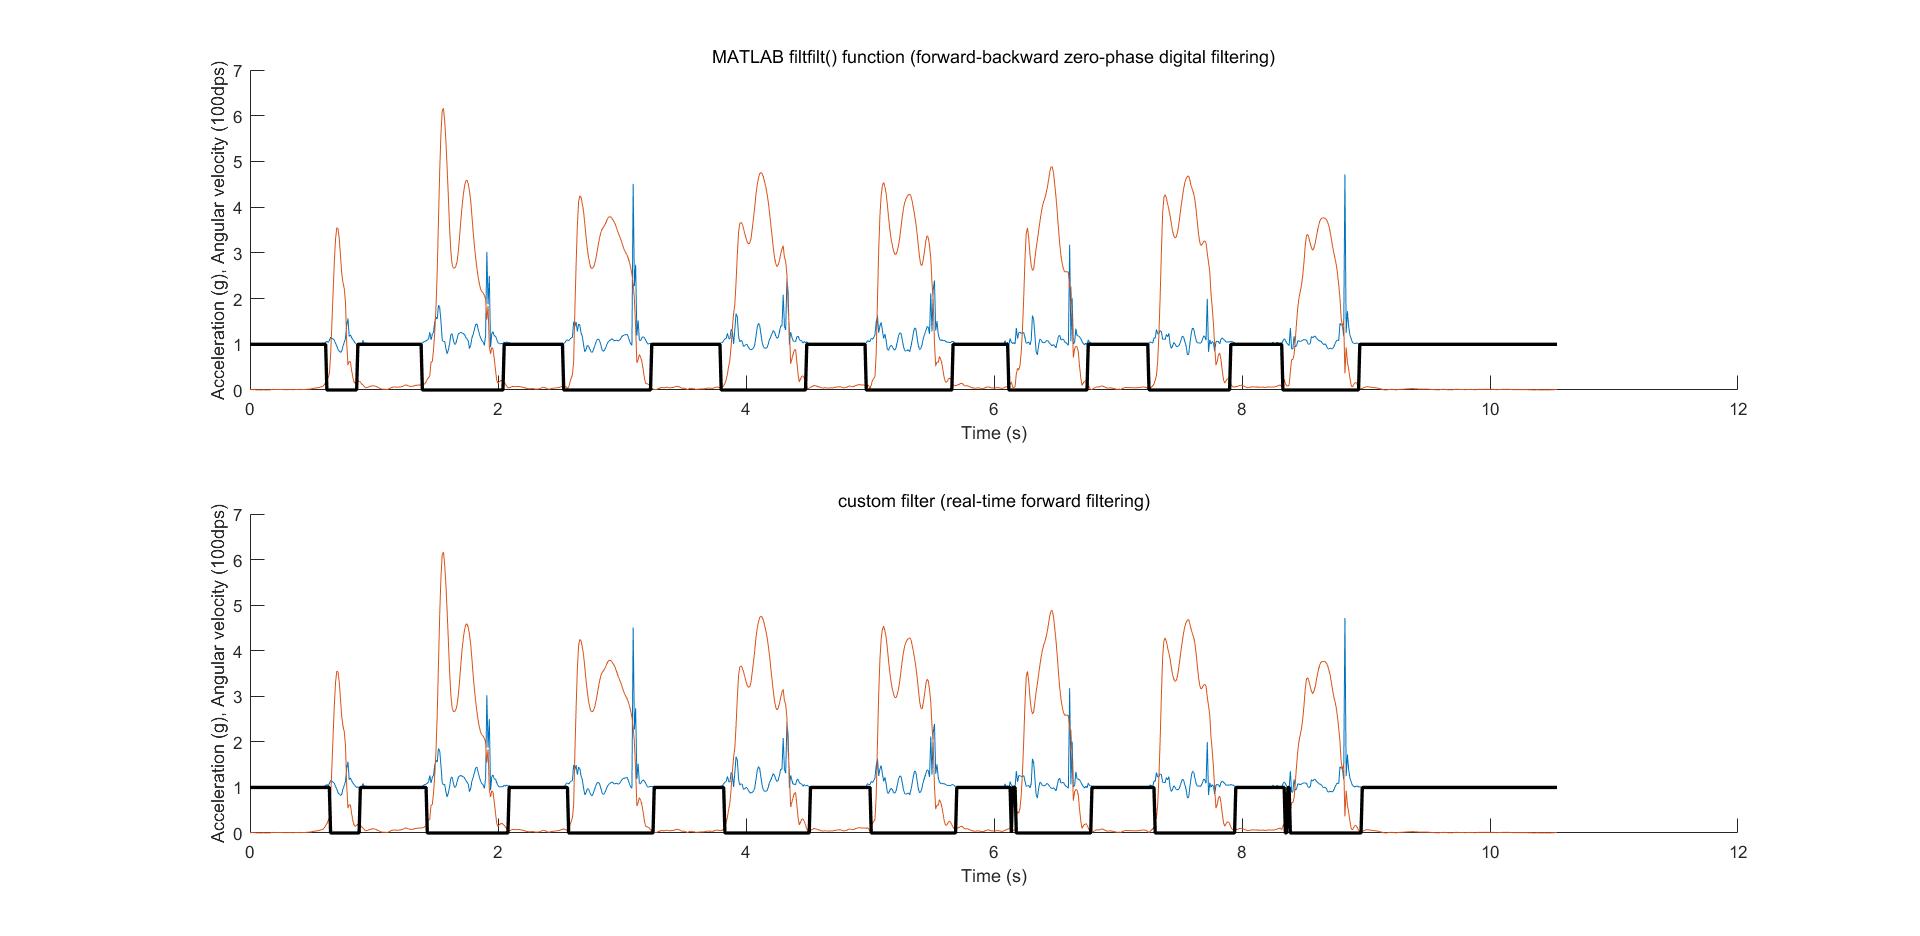 MATLAB filtfilt() function (forward-backward zero-phase digital filtering)
Acceleration (g), Angular velocity (100dps)
7
6
5
4
3
2
1
0
0 2 4 6 8 10 12
Time (s)
custom filter (real-time forward filtering)
Acceleration (g), Angular velocity (100dps)
7
6
5
4
3
2
1
0
0 2 4 6 8 10 12
Time (s)